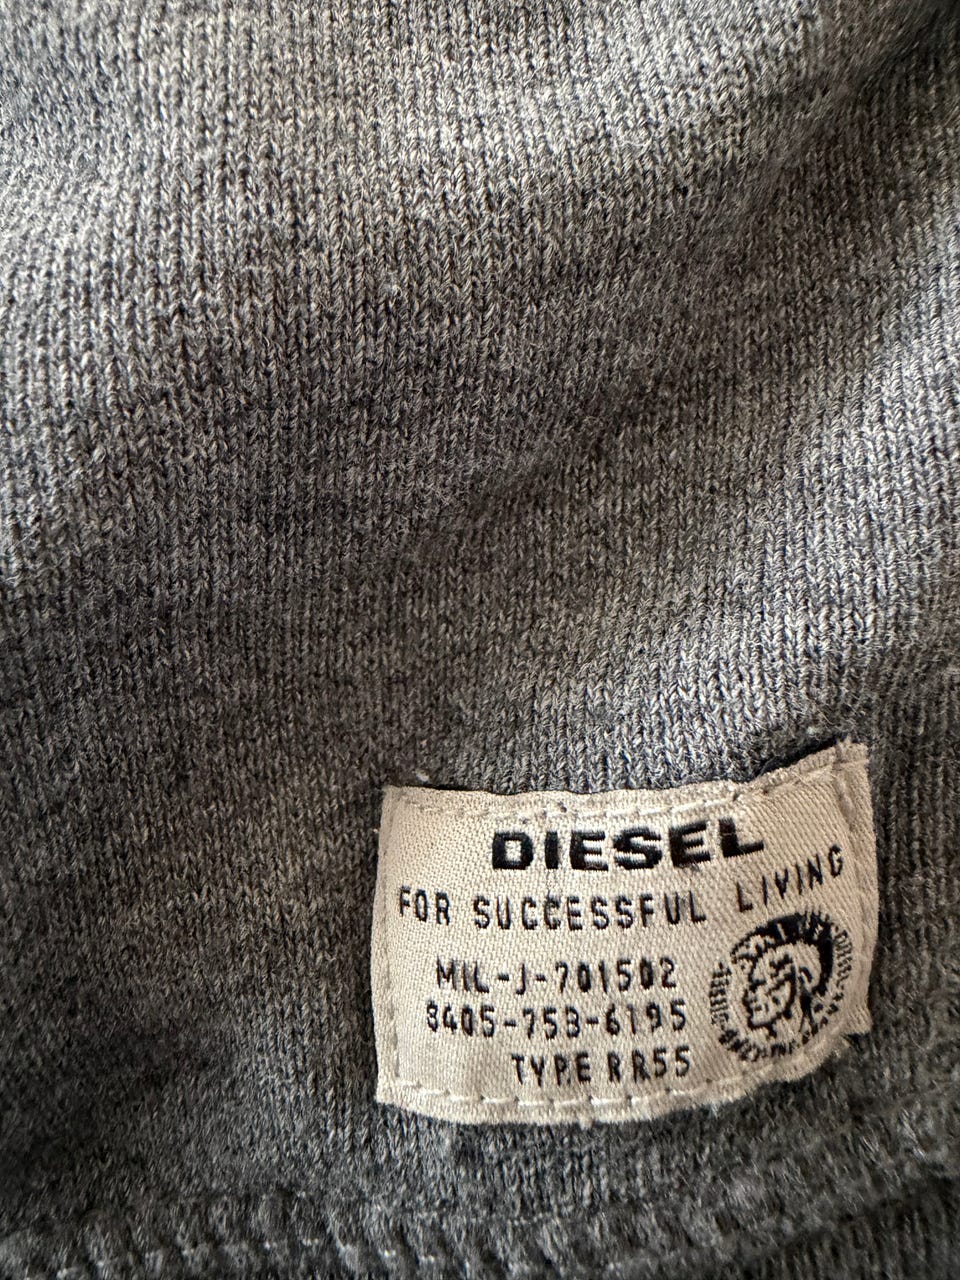 DIESEL
FOR SUCCESSFUL LIVING
MIL-J-701502
8405-753-6195
TYPE RR55